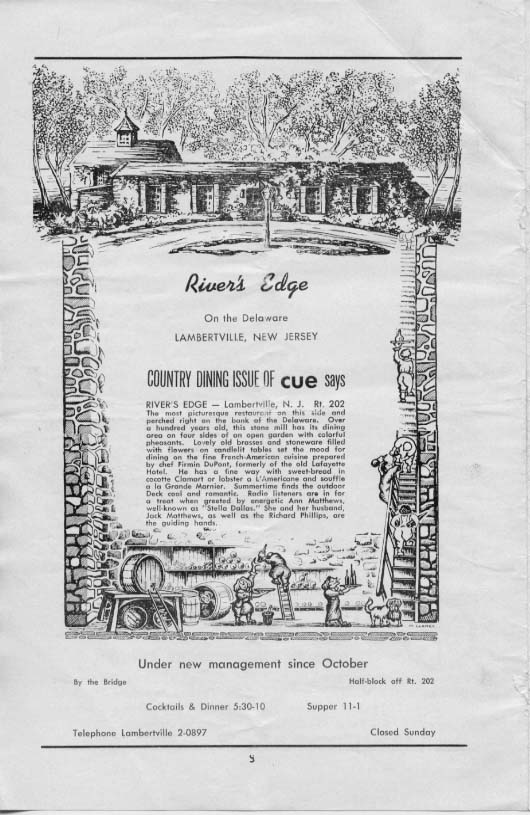 River's Edge
On the Delaware
LAMBERTVILLE, NEW JERSEY
COUNTRY DINING ISSUE OF cue says
RIVER'S EDGE — Lambertville, N. J. Rt. 202
The most picturesque restaurant on this side and
perched right on the bank of the Delaware. Over
a hundred years old, this stone mill has its dining
area on four sides of an open garden with colorful
pheasants. Lovely old brasses and stoneware filled
with flowers on candlelit tables set the mood for
dining on the fine French-American cuisine prepared
by chef Firmin DuPont, formerly of the old Lafayette
Hotel. He has a fine way with sweet-bread in
cocotte Clamart or lobster a L'Americane and souffle
a la Grande Marnier. Summertime finds the outdoor
Deck cool and romantic. Radio listeners are in for
a treat when greeted by energetic Ann Matthews,
well-known as "Stella Dallas." She and her husband,
Jack Matthews, as well as the Richard Phillips, are
the guiding hands.
Under new management since October
By the Bridge Half-block off Rt. 202
Cocktails & Dinner 5:30-10 Supper 11-1
Telephone Lambertville 2-0897 Closed Sunday